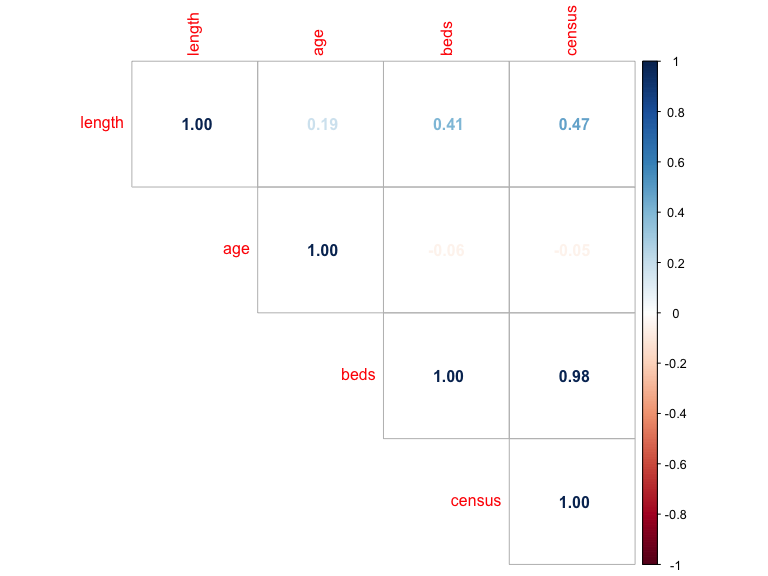 length age beds census
length 1.00 0.19 0.41 0.47
age 1.00 -0.06 -0.05
beds 1.00 0.98
census 1.00
1
0.8
0.6
0.4
0.2
0
-0.2
-0.4
-0.6
-0.8
-1